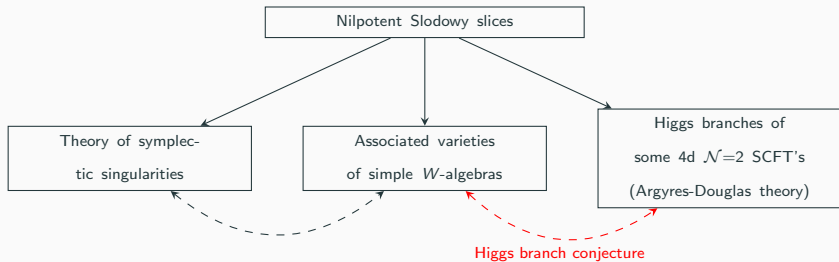 Nilpotent Slodowy slices
Theory of symplec-
tic singularities
Associated varieties
of simple W-algebras
Higgs branches of
some 4d 𝒩=2 SCFT's
(Argyres-Douglas theory)
Higgs branch conjecture